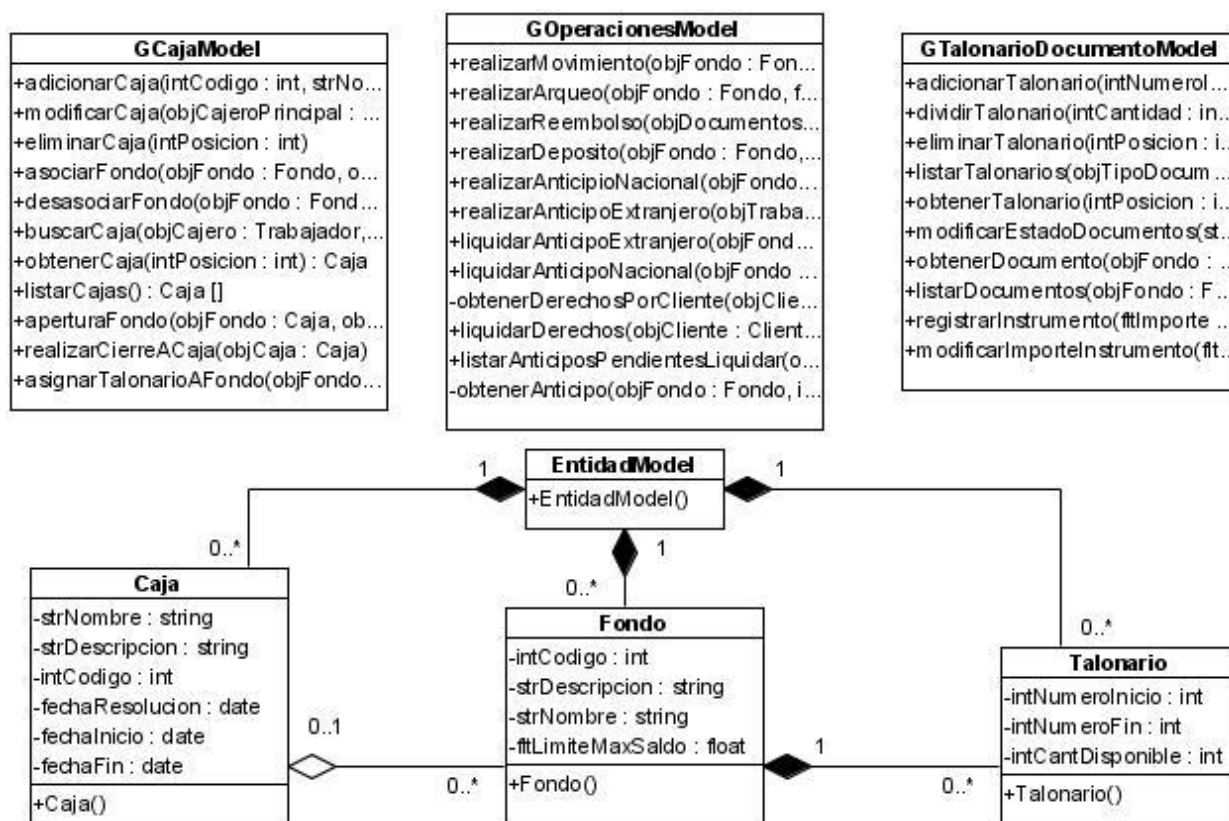 GCajaModel
+adicionarCaja(intCodigo : int, strNo...
+modificarCaja(objCajeroPrincipal : ...
+eliminarCaja(intPosicion : int)
+asociarFondo(objFondo : Fondo, o...
+desasociarFondo(objFondo : Fond...
+buscarCaja(objCajero : Trabajador,...
+obtenerCaja(intPosicion : int) : Caja
+listarCajas() : Caja []
+aperturaFondo(objFondo : Caja, ob...
+realizarCierreACaja(objCaja : Caja)
+asignarTalonarioAFondo(objFondo...
GOperacionesModel
+realizarMovimiento(objFondo : Fon...
+realizarArqueo(objFondo : Fondo, f...
+realizarReembolso(objDocumentos...
+realizarDeposito(objFondo : Fondo,...
+realizarAnticipioNacional(objFondo...
+realizarAnticipoExtranjero(objTraba...
+liquidarAnticipoExtranjero(objFond...
+liquidarAnticipoNacional(objFondo ...
-obtenerDerechosPorCliente(objClie...
+liquidarDerechos(objCliente : Client...
+listarAnticiposPendientesLiquidar(o...
-obtenerAnticipo(objFondo : Fondo, i...
GTalonarioDocumentoModel
+adicionarTalonario(intNumeroI...
+dividirTalonario(intCantidad : in...
+eliminarTalonario(intPosicion : i...
+listarTalonarios(objTipoDocum...
+obtenerTalonario(intPosicion : i...
+modificarEstadoDocumentos(st...
+obtenerDocumento(objFondo : ...
+listarDocumentos(objFondo : F...
+registrarInstrumento(fltImporte ...
+modificarImporteInstrumento(flt...
EntidadModel
+EntidadModel()
1
1
1
0..*
0..*
0..*
Caja
-strNombre : string
-strDescripcion : string
-intCodigo : int
-fechaResolucion : date
-fechaInicio : date
-fechaFin : date
+Caja()
0..1
0..*
Fondo
-intCodigo : int
-strDescripcion : string
-strNombre : string
-fltLimiteMaxSaldo : float
+Fondo()
1
0..*
Talonario
-intNumeroInicio : int
-intNumeroFin : int
-intCantDisponible : int
+Talonario()